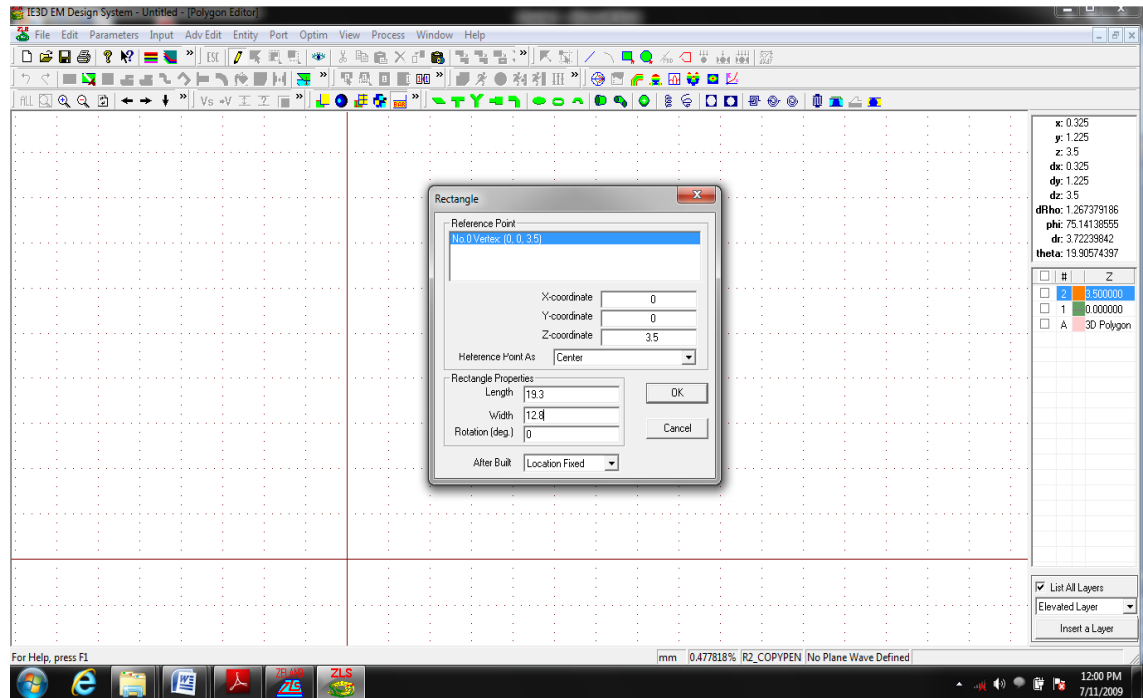 IE3D EM Design System - Untitled - [Polygon Editor]
File Edit Parameters Input Adv Edit Entity Port Optim View Process Window Help
ESC
ALL Vs
BAR
x: 0.325
y: 1.225
z: 3.5
dx: 0.325
dy: 1.225
dz: 3.5
dRho: 1.267379186
phi: 75.14138555
dr: 3.72239842
theta: 19.90574397
# Z
2 3.500000
1 0.000000
A 3D Polygon
Rectangle
Reference Point
No.0 Vertex: (0, 0, 3.5)
X-coordinate 0
Y-coordinate 0
Z-coordinate 3.5
Reference Point As Center
Rectangle Properties
Length 19.3
Width 12.8
Rotation (deg.) 0
OK
Cancel
After Built Location Fixed
List All Layers
Elevated Layer
Insert a Layer
For Help, press F1
mm 0.477818% R2_COPYPEN No Plane Wave Defined
ZELAND
ZLS
12:00 PM
7/11/2009